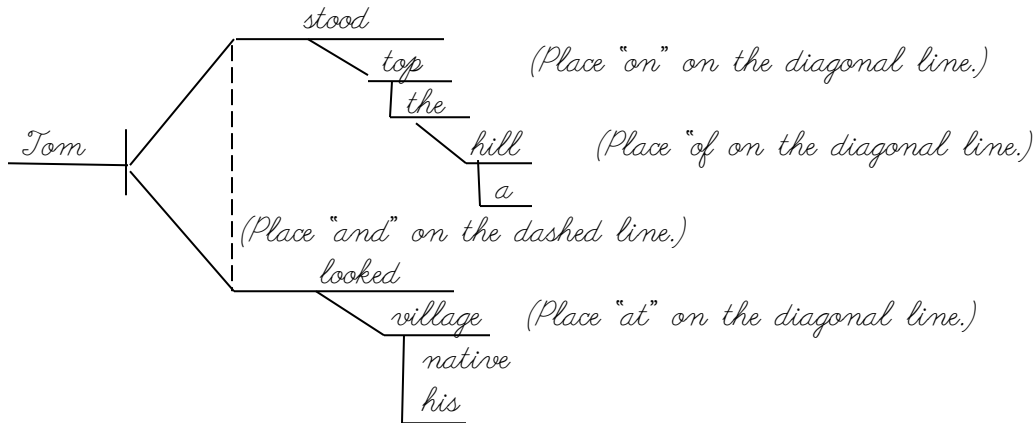 stood
top (Place "on" on the diagonal line.)
the
Tom hill (Place "of on the diagonal line.)
a
(Place "and" on the dashed line.)
looked
village (Place "at" on the diagonal line.)
native
his